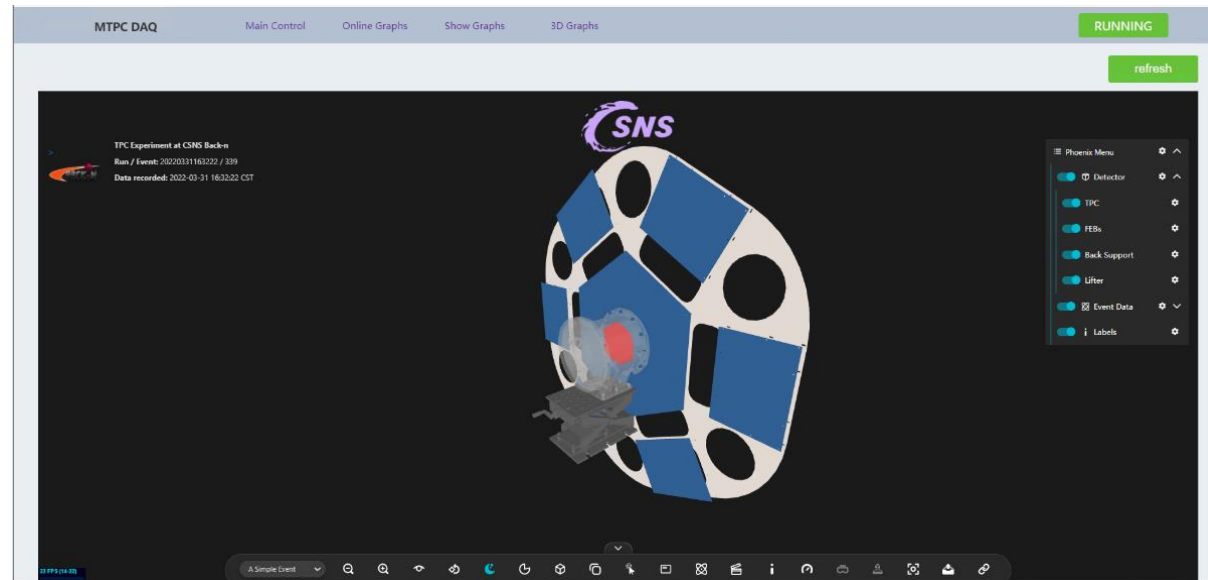 MTPC DAQ Main Control Online Graphs Show Graphs 3D Graphs RUNNING
refresh
CSNS
TPC Experiment at CSNS Back-n
Run / Event: 20220331163222 / 339
Data recorded: 2022-03-31 16:32:22 CST
Phoenix Menu
Detector
TPC
FEBs
Back Support
Lifter
Event Data
Labels
A Simple Event